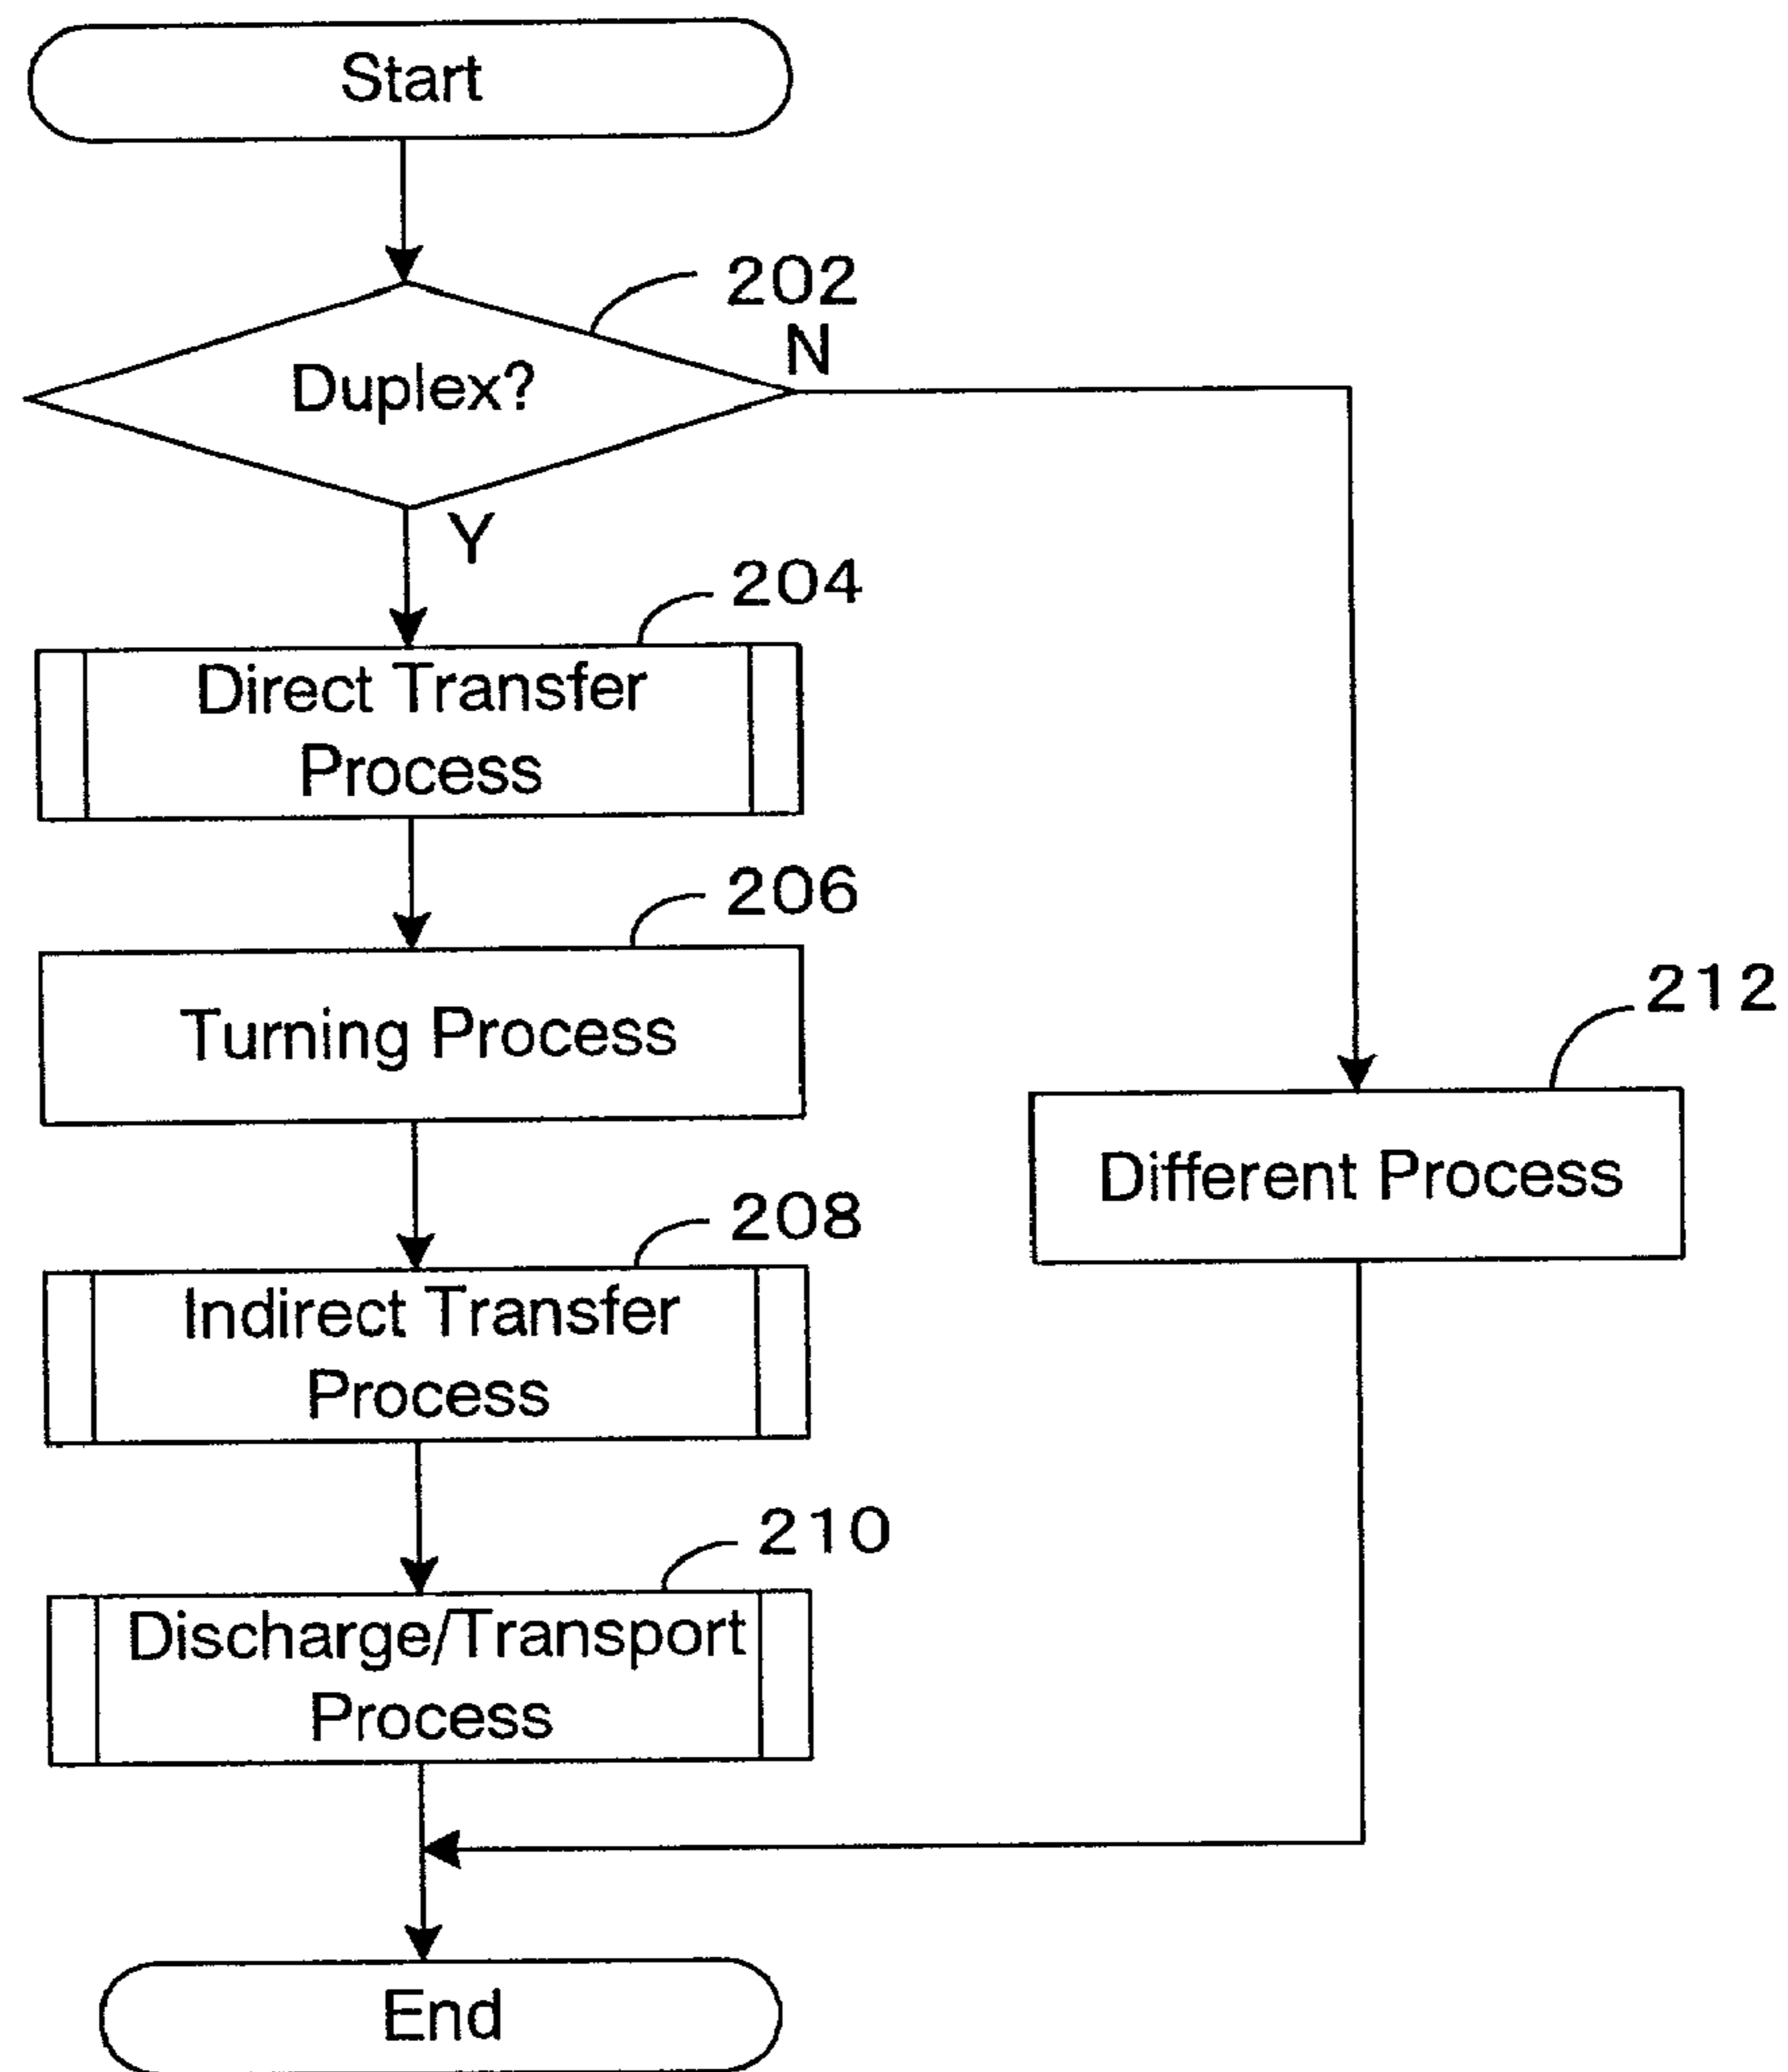 Start
202
N
Duplex?
Y
204
Direct Transfer
Process
206
Turning Process
212
Different Process
208
Indirect Transfer
Process
210
Discharge/Transport
Process
End